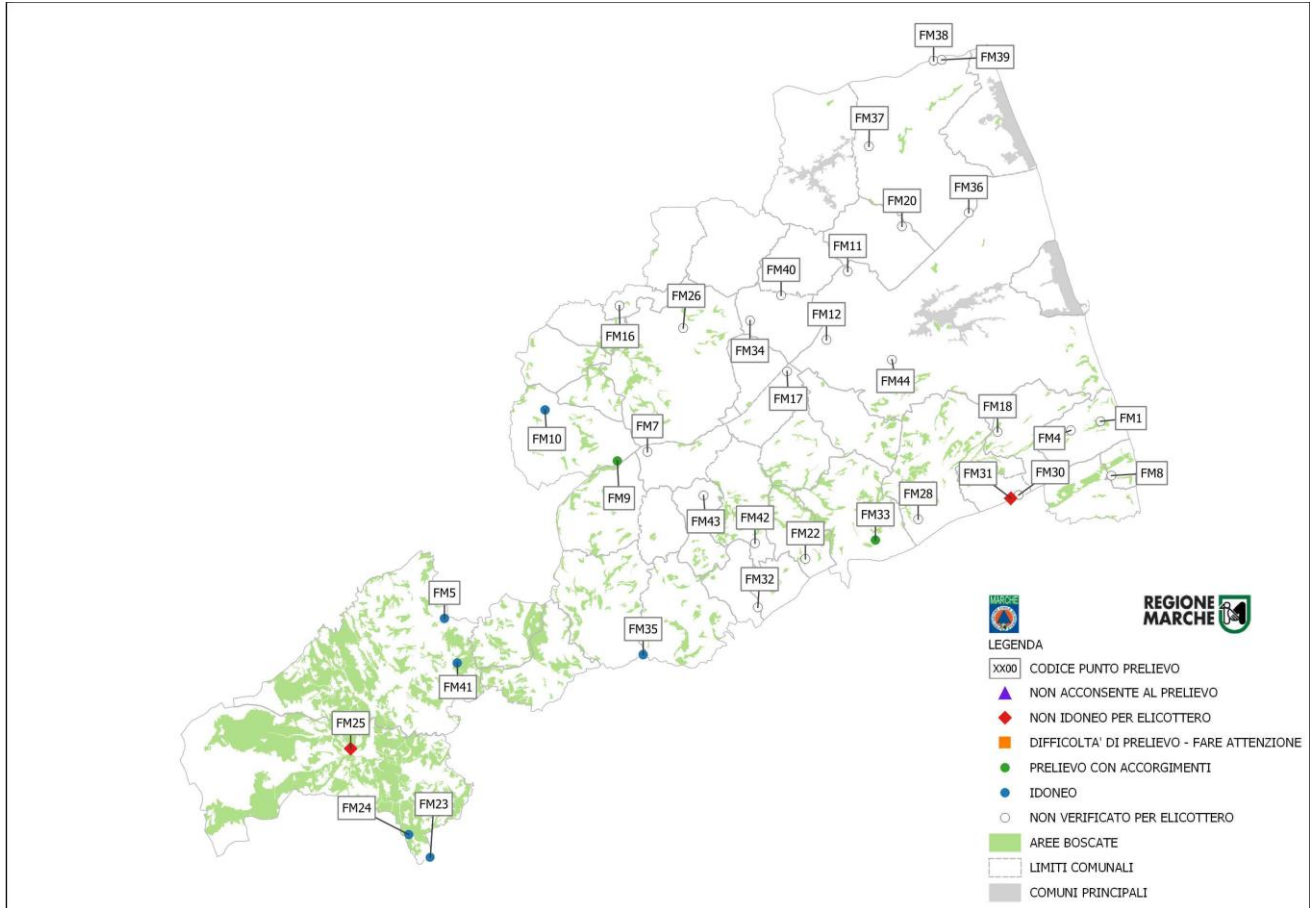 FM38
FM39
FM37
FM36
FM20
FM11
FM40
FM26
FM12
FM16
FM34
FM44
FM17
FM18
FM1
FM10
FM7
FM4
FM31
FM30
FM8
FM9
FM43
FM42
FM33
FM28
FM22
FM32
FM5
FM35
FM41
FM25
FM24
FM23
MARCHE
REGIONE
MARCHE
LEGENDA
XX00 CODICE PUNTO PRELIEVO
NON ACCONSENTE AL PRELIEVO
NON IDONEO PER ELICOTTERO
DIFFICOLTA' DI PRELIEVO - FARE ATTENZIONE
PRELIEVO CON ACCORGIMENTI
IDONEO
NON VERIFICATO PER ELICOTTERO
AREE BOSCATE
LIMITI COMUNALI
COMUNI PRINCIPALI